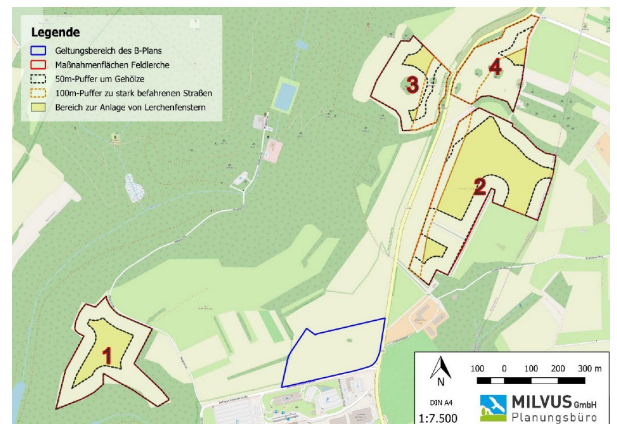 Legende
Geltungsbereich des B-Plans
Maßnahmenflächen Feldlerche
50m-Puffer um Gehölze
100m-Puffer zu stark befahrenen Straßen
Bereich zur Anlage von Lerchenfenstern
3
4
2
1
N
DIN A4
1:7.500
100 0 100 200 300 m
MILVUS GmbH
Planungsbüro